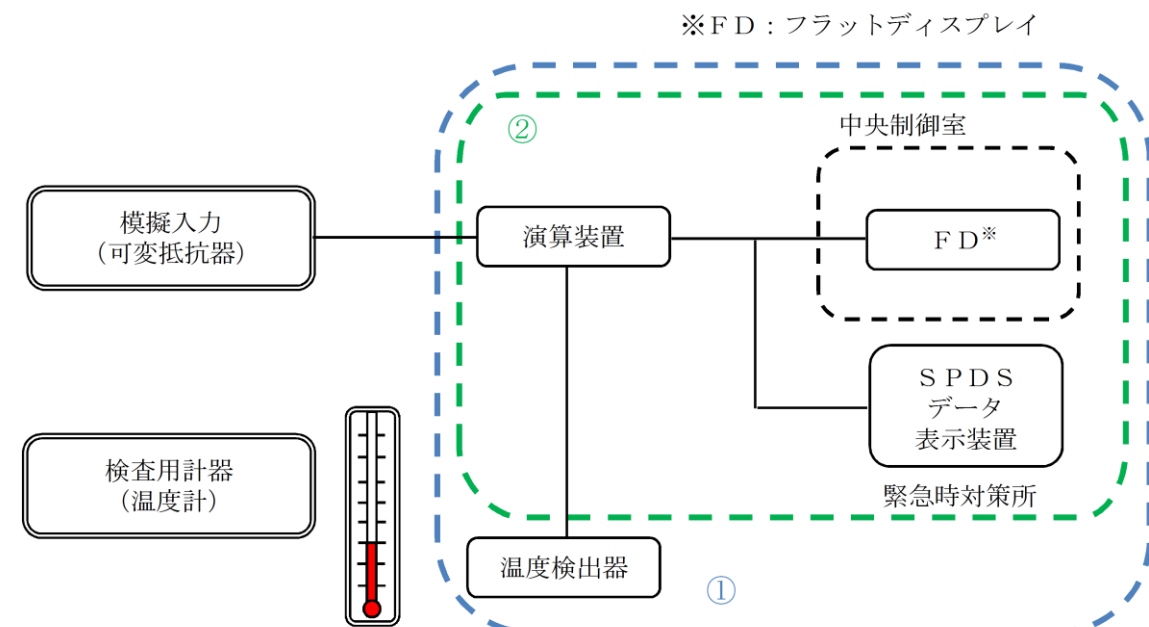 ※ＦＤ：フラットディスプレイ
②
中央制御室
模擬入力
（可変抵抗器）
演算装置
ＦＤ※
ＳＰＤＳ
データ
表示装置
検査用計器
（温度計）
緊急時対策所
温度検出器
①